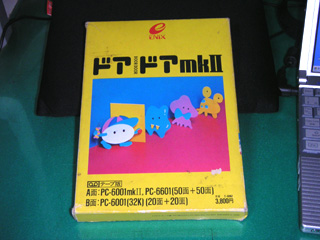 ENIX
ドアドアmkII
テープ版
A面:PC-6001mkII, PC-6601(50面+50面)
B面:PC-6001(32K)(20面+20面)
3,800円